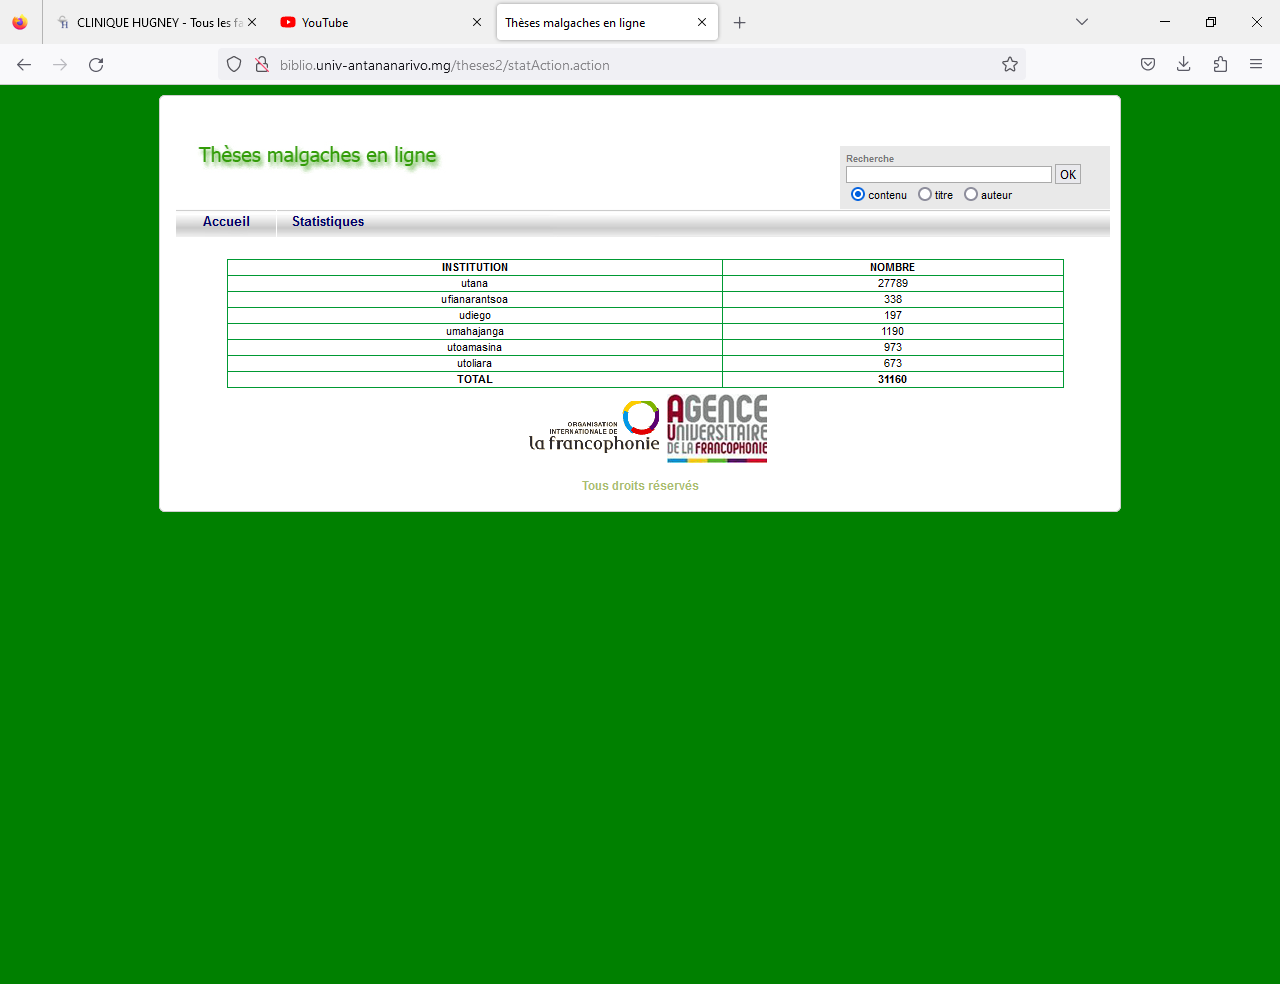 CLINIQUE HUGNEY - Tous les fa
YouTube
Thèses malgaches en ligne
biblio.univ-antananarivo.mg/theses2/statAction.action
Thèses malgaches en ligne
Recherche
OK
contenu titre auteur
Accueil Statistiques
INSTITUTION NOMBRE
utana 27789
ufianarantsoa 338
udiego 197
umahajanga 1190
utoamasina 973
utoliara 673
TOTAL 31160
ORGANISATION
INTERNATIONALE DE
la francophonie
AGENCE
UNIVERSITAIRE
DE LA FRANCOPHONIE
Tous droits réservés